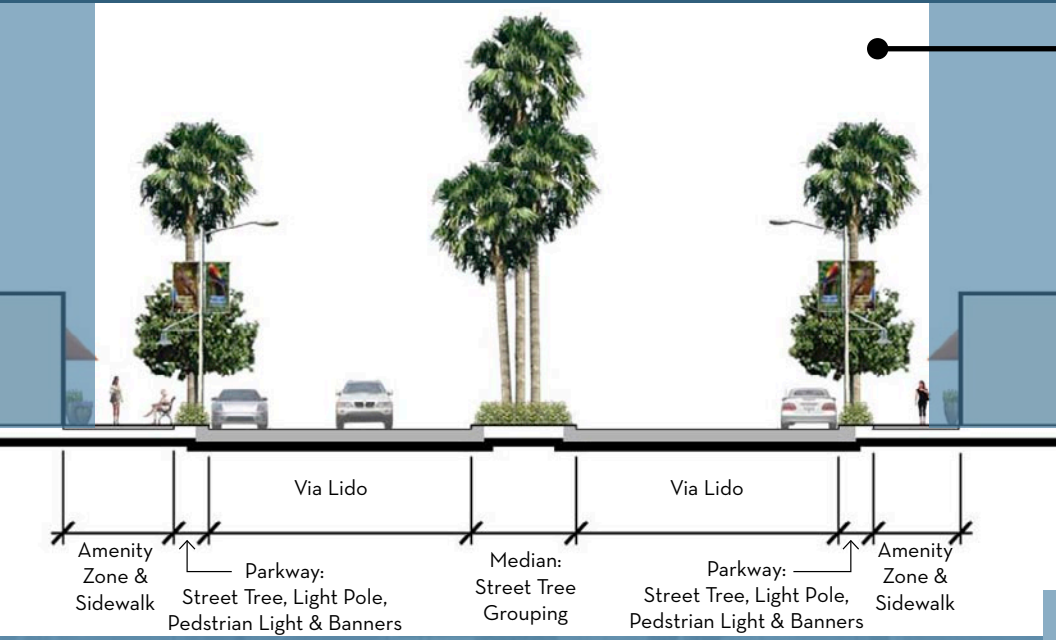 Via Lido
Via Lido
Amenity
Zone &
Sidewalk
Parkway:
Street Tree, Light Pole,
Pedstrian Light & Banners
Median:
Street Tree
Grouping
Parkway:
Street Tree, Light Pole,
Pedstrian Light & Banners
Amenity
Zone &
Sidewalk